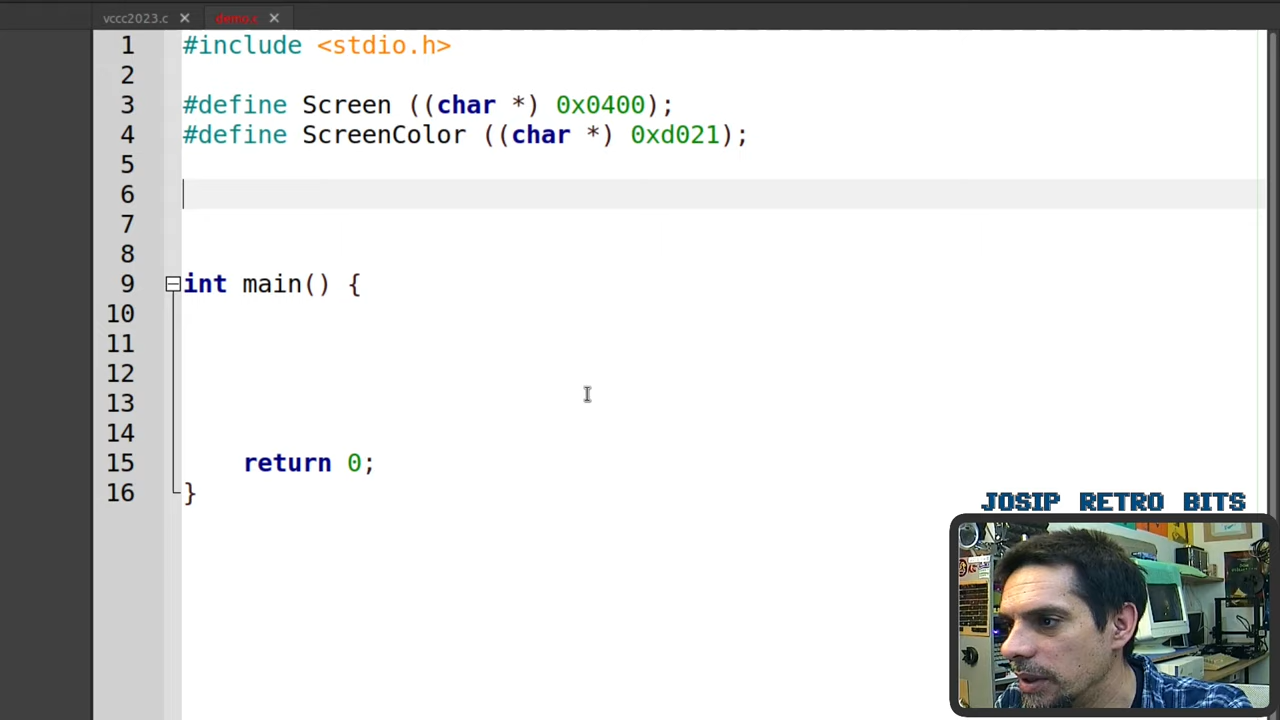 vccc2023.c × demo.c ×
1 #include <stdio.h>
2
3 #define Screen ((char *) 0x0400);
4 #define ScreenColor ((char *) 0xd021);
5
6
7
8
9 int main() {
10
11
12
13
14
15 return 0;
16 }
JOSIP RETRO BITS